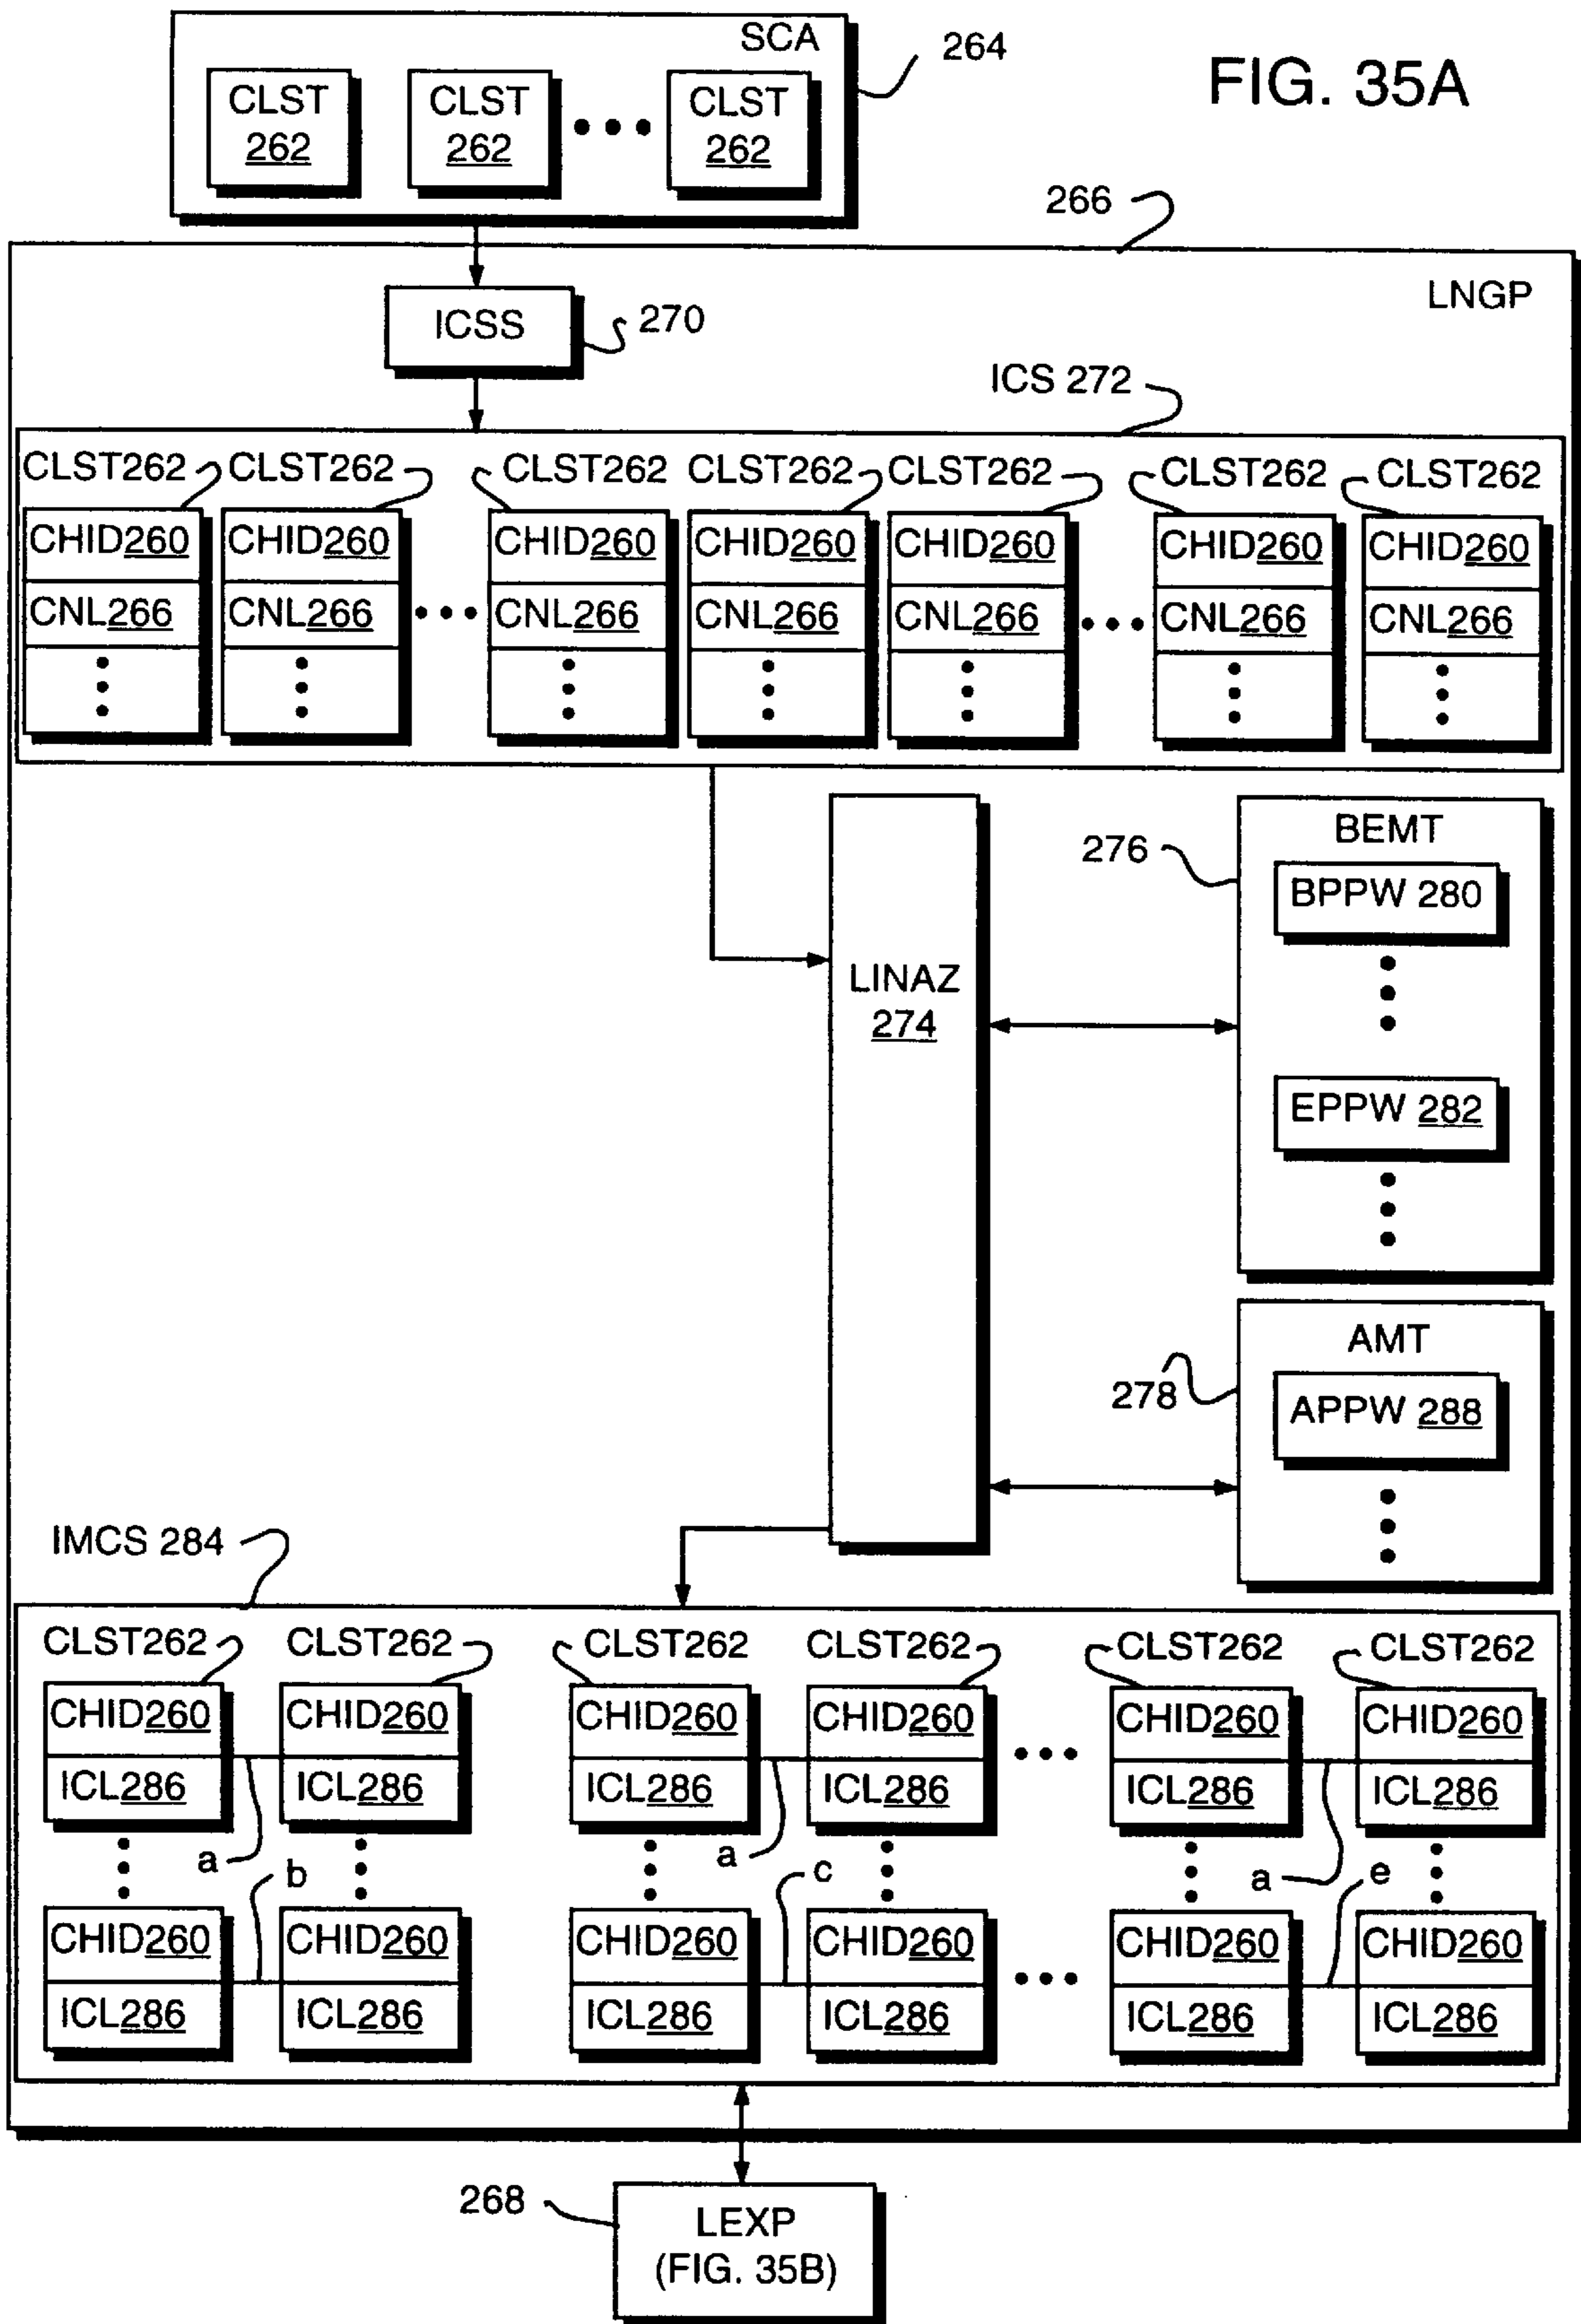 FIG. 35A
SCA
264
CLST CLST CLST
262 262 262
266
LNGP
ICSS
270
ICS 272
CLST262 CLST262 CLST262 CLST262 CLST262 CLST262 CLST262
CHID260 CHID260 CHID260 CHID260 CHID260 CHID260 CHID260
CNL266 CNL266 CNL266 CNL266 CNL266 CNL266 CNL266
BEMT
276
BPPW 280
LINAZ
274
EPPW 282
AMT
278
APPW 288
IMCS 284
CLST262 CLST262 CLST262 CLST262 CLST262 CLST262
CHID260 CHID260 CHID260 CHID260 CHID260 CHID260
ICL286 ICL286 ICL286 ICL286 ICL286 ICL286
a a a
b c e
CHID260 CHID260 CHID260 CHID260 CHID260 CHID260
ICL286 ICL286 ICL286 ICL286 ICL286 ICL286
268
LEXP
(FIG. 35B)